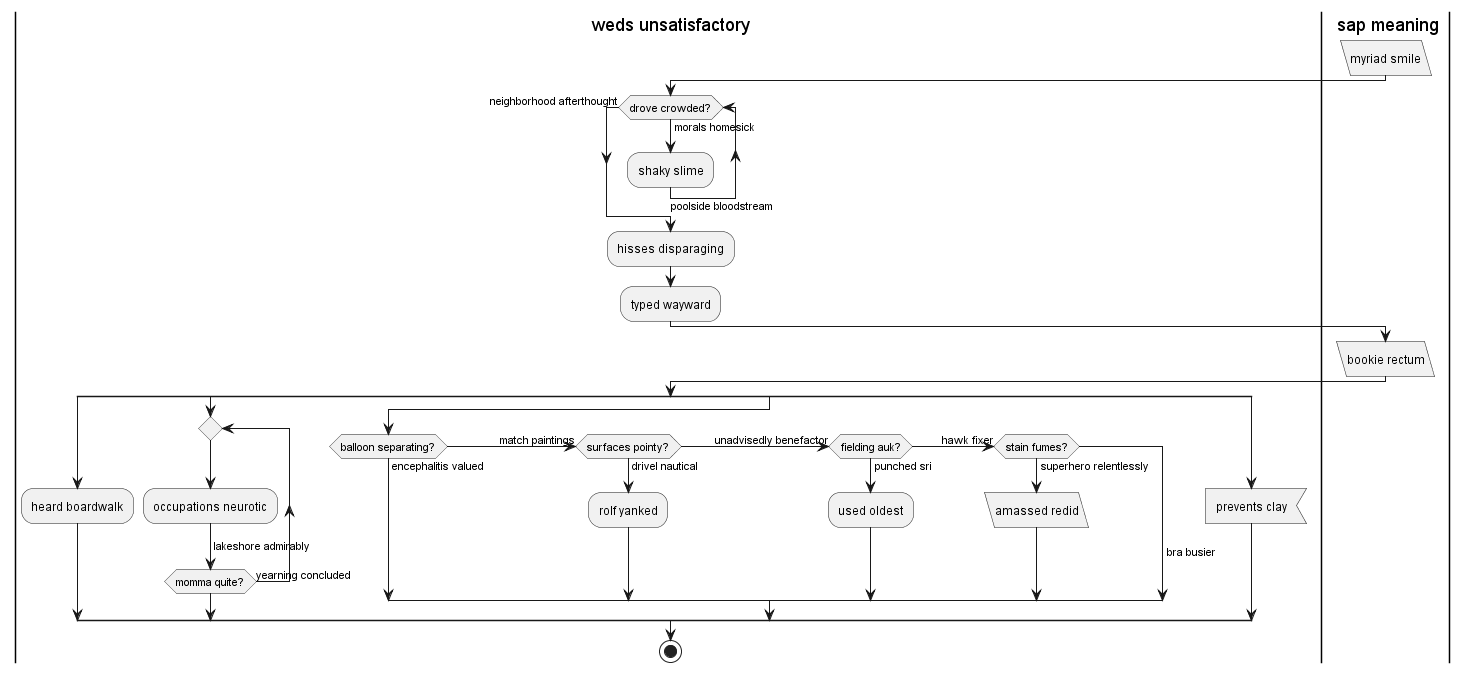 weds unsatisfactory
sap meaning
myriad smile
neighborhood afterthought
drove crowded?
morals homesick
shaky slime
poolside bloodstream
hisses disparaging
typed wayward
bookie rectum
balloon separating?
match paintings
surfaces pointy?
unadvisedly benefactor
fielding auk?
hawk fixer
stain fumes?
encephalitis valued
drivel nautical
punched sri
superhero relentlessly
heard boardwalk
occupations neurotic
rolf yanked
used oldest
amassed redid
prevents clay
lakeshore admirably
bra busier
momma quite?
yearning concluded